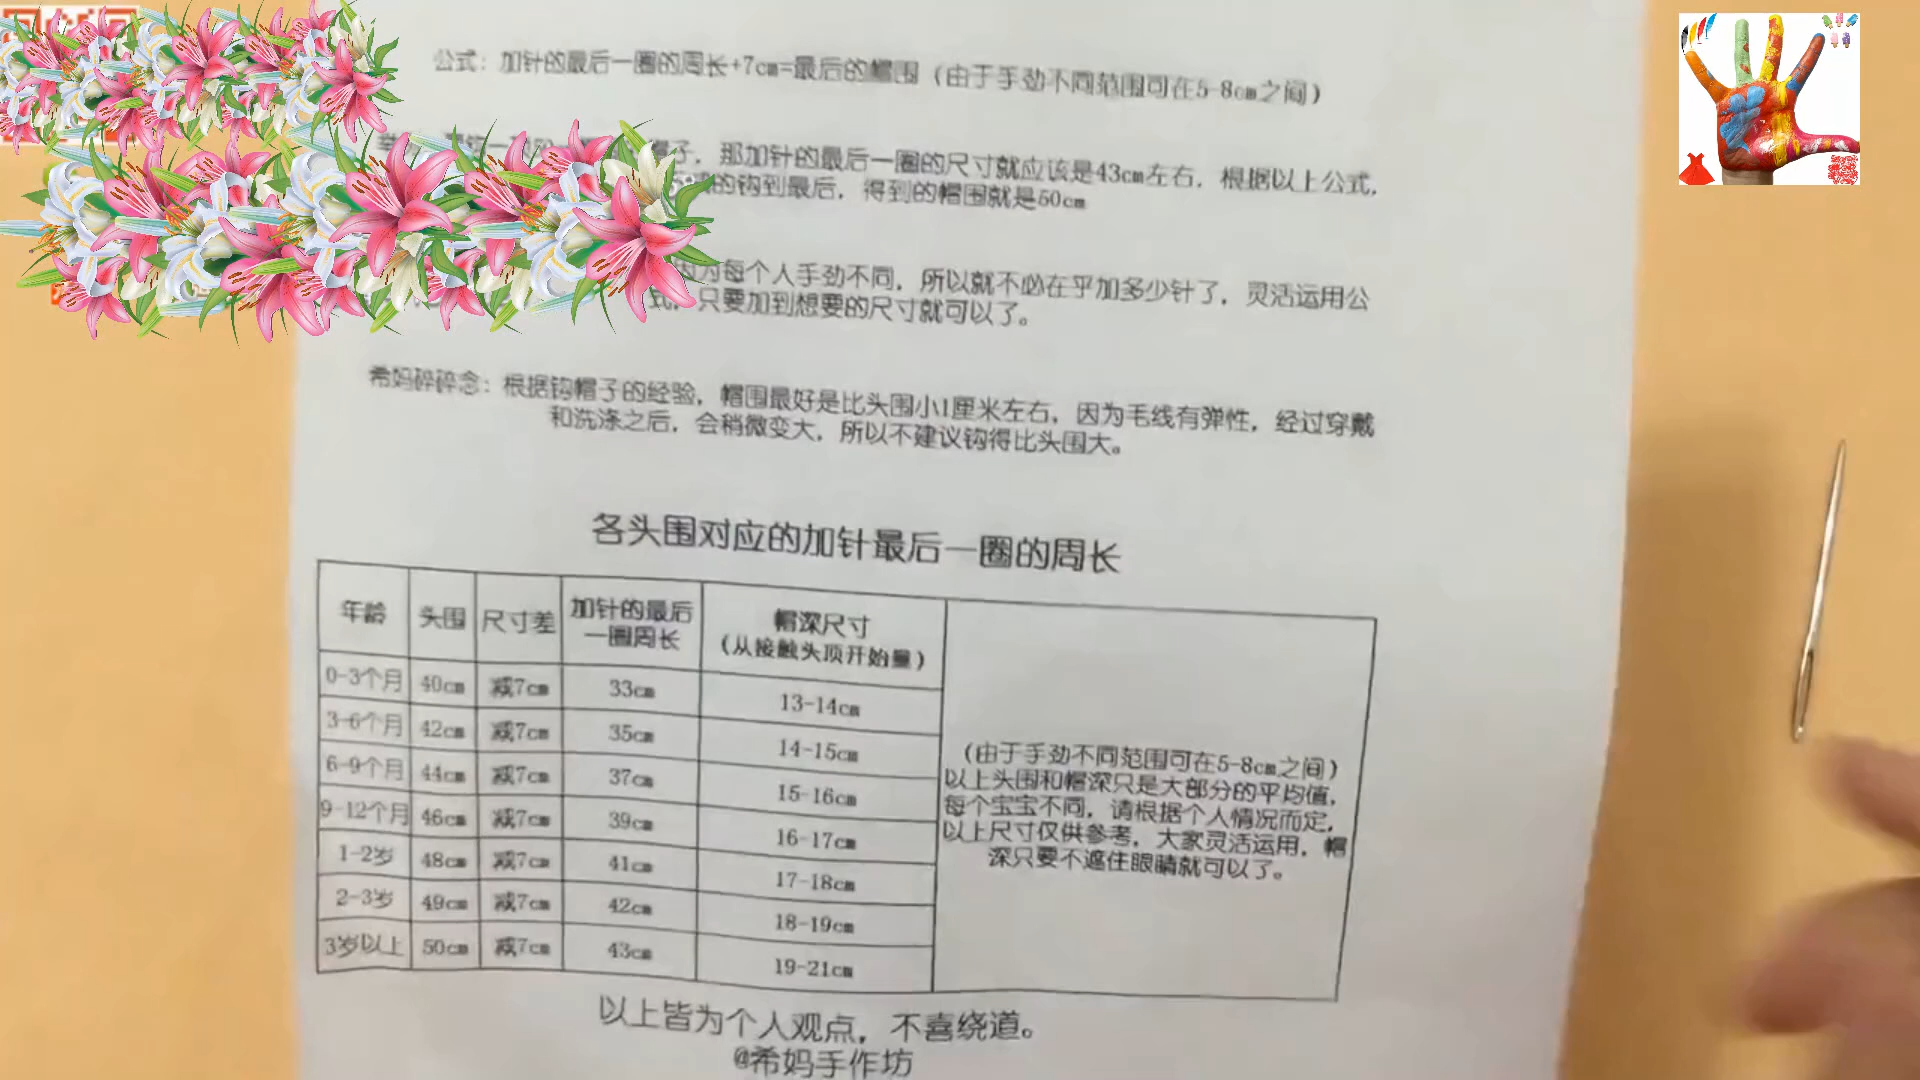 公式：加针的最后一圈的周长+7cm=最后的帽围（由于手劲不同范围可在5-8cm之间）
帽子，那加针的最后一圈的尺寸就应该是43cm左右，根据以上公式，
的钩到最后，得到的帽围就是50cm
因为每个人手劲不同，所以就不必在乎加多少针了，灵活运用公
式，只要加到想要的尺寸就可以了。
希妈碎碎念：根据钩帽子的经验，帽围最好是比头围小1厘米左右，因为毛线有弹性，经过穿戴
和洗涤之后，会稍微变大，所以不建议钩得比头围大。
各头围对应的加针最后一圈的周长
年龄 头围 尺寸差 加针的最后一圈周长 帽深尺寸（从接触头顶开始量）
0-3个月 40cm 减7cm 33cm 13-14cm
3-6个月 42cm 减7cm 35cm 14-15cm
6-9个月 44cm 减7cm 37cm 15-16cm
9-12个月 46cm 减7cm 39cm 16-17cm
1-2岁 48cm 减7cm 41cm 17-18cm
2-3岁 49cm 减7cm 42cm 18-19cm
3岁以上 50cm 减7cm 43cm 19-21cm
（由于手劲不同范围可在5-8cm之间）
以上头围和帽深只是大部分的平均值，
每个宝宝不同，请根据个人情况而定，
以上尺寸仅供参考，大家灵活运用，帽
深只要不遮住眼睛就可以了。
以上皆为个人观点，不喜绕道。
@希妈手作坊